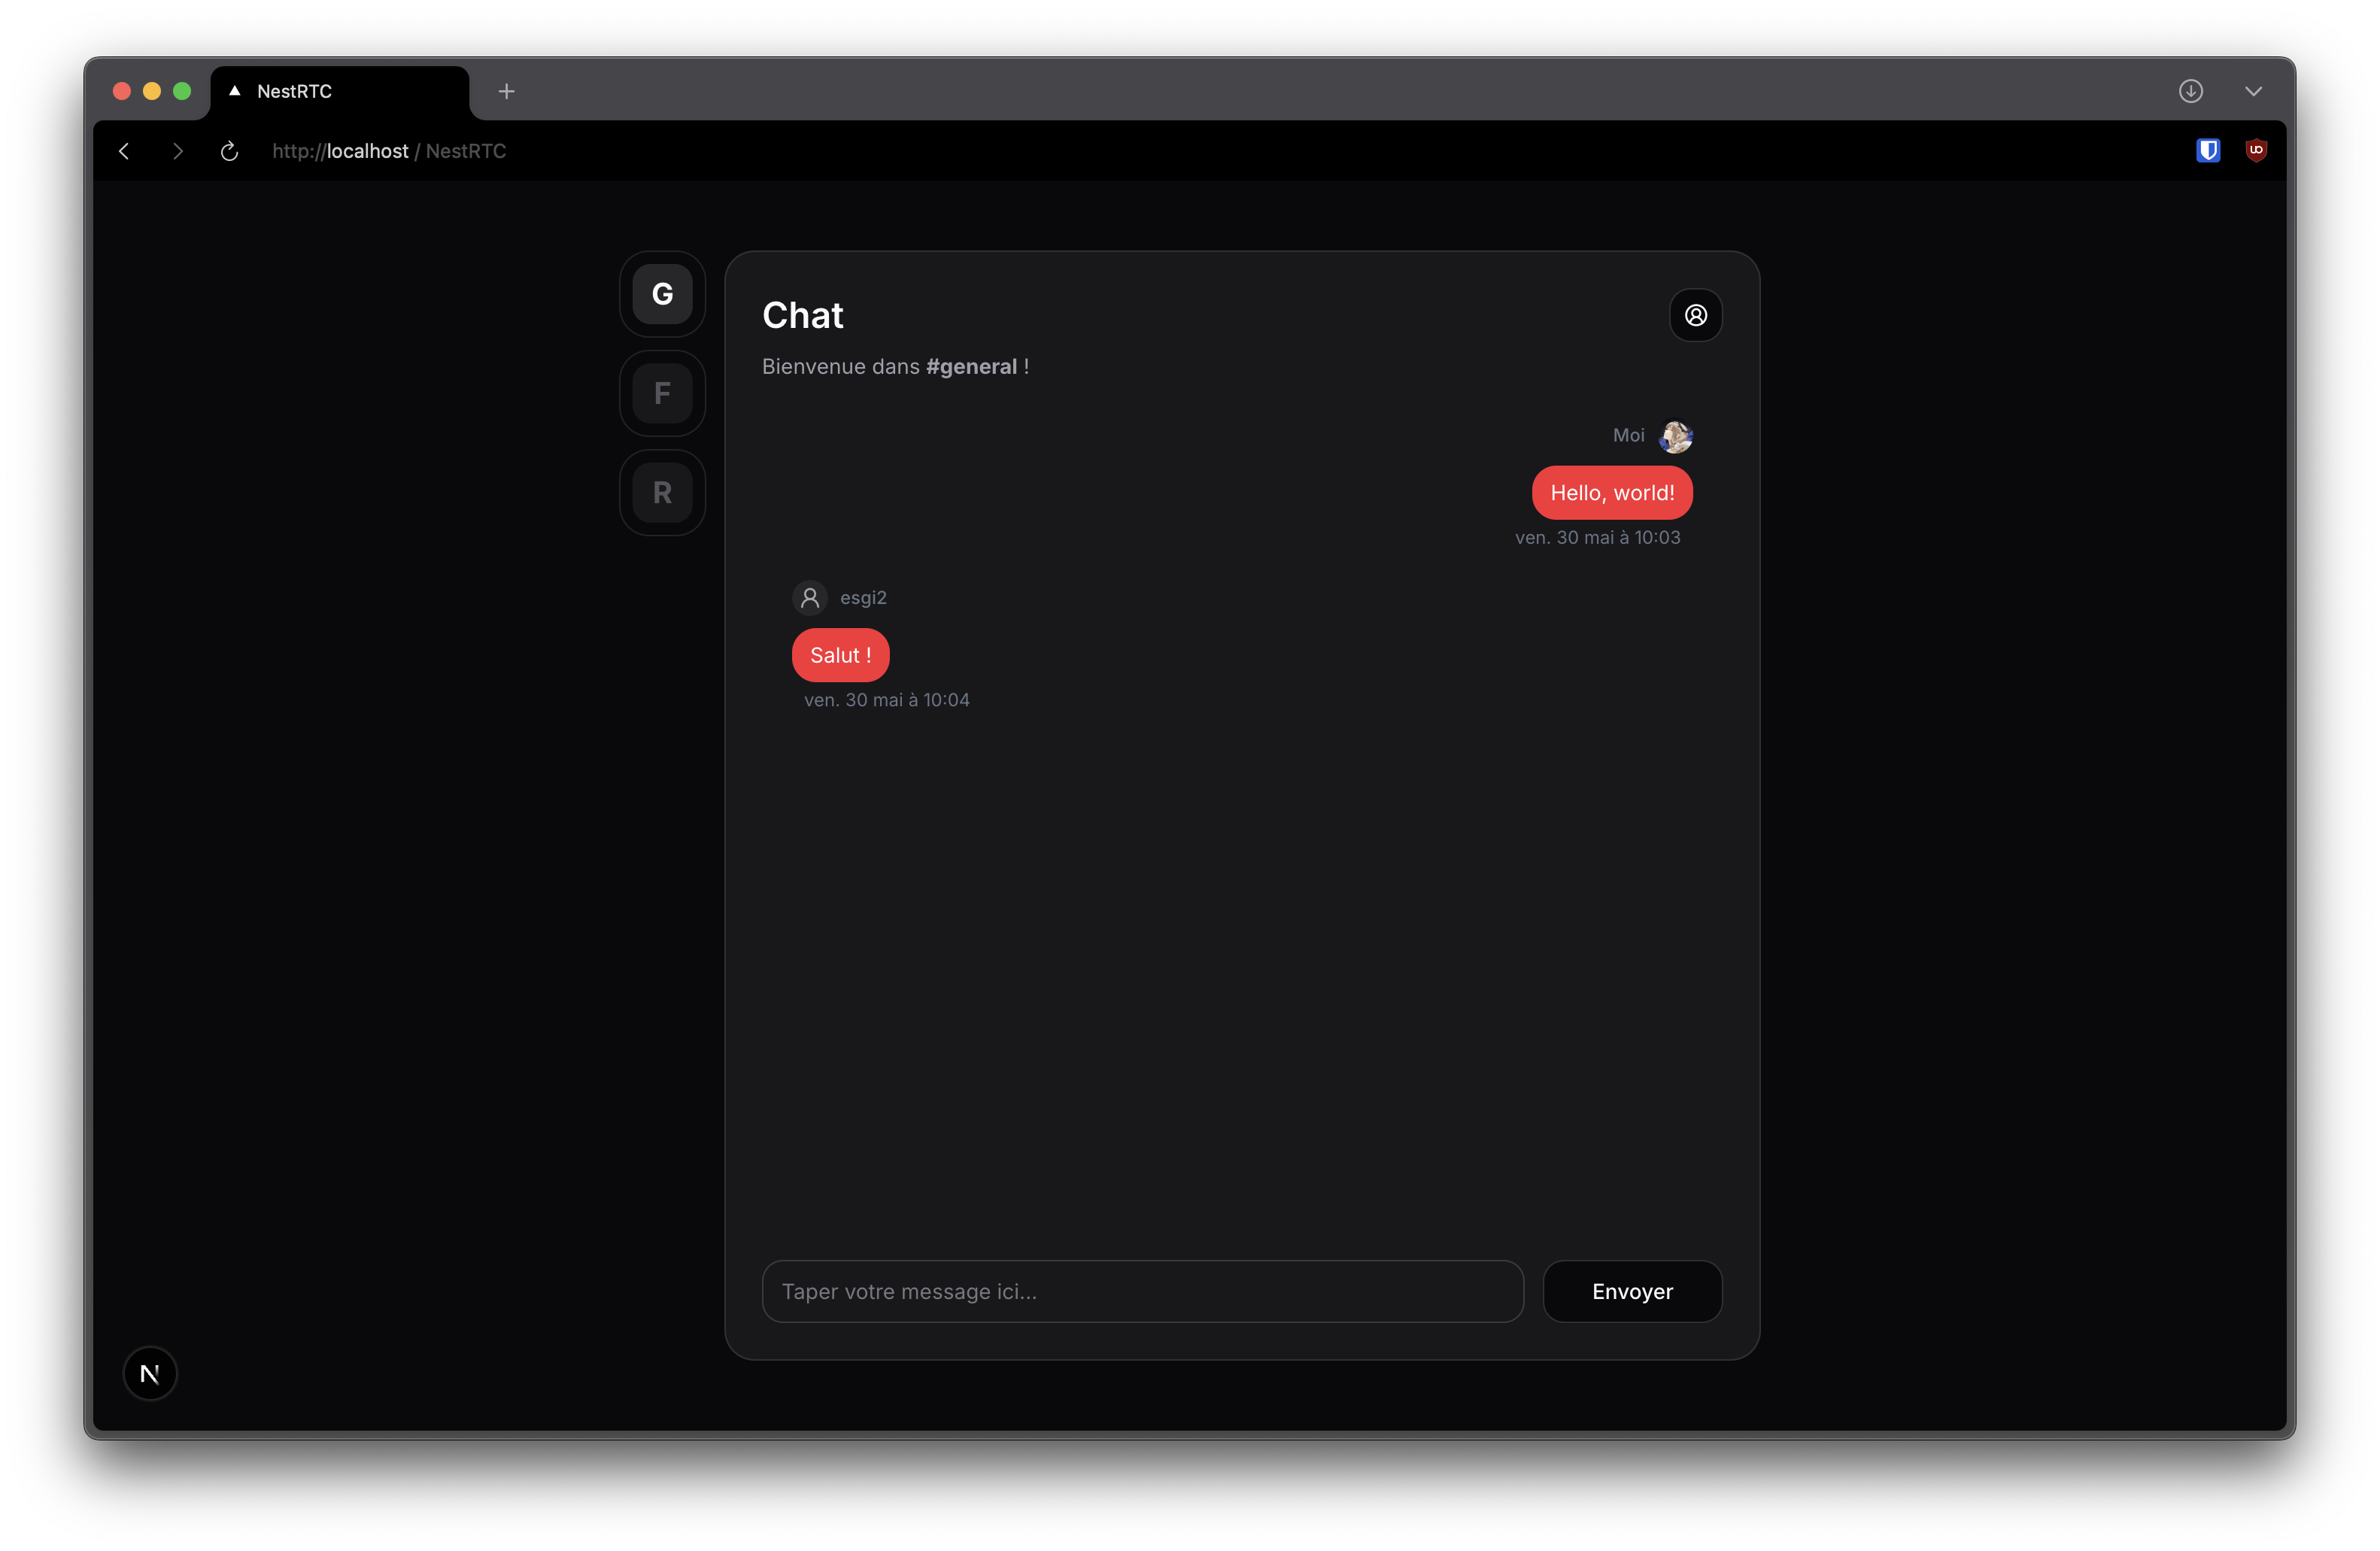 NestRTC
http://localhost / NestRTC
G
F
R
Chat
Bienvenue dans #general !
Moi
Hello, world!
ven. 30 mai à 10:03
esgi2
Salut !
ven. 30 mai à 10:04
Taper votre message ici...
Envoyer
N